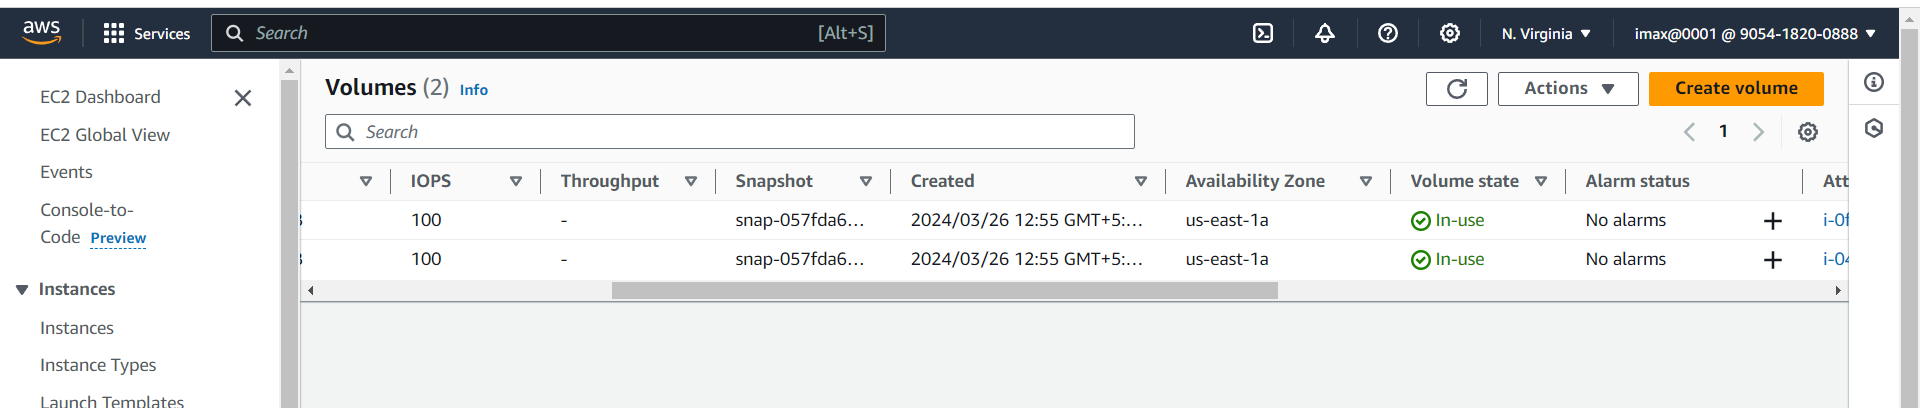 aws
Services
Search [Alt+S]
N. Virginia
imax@0001 @ 9054-1820-0888
EC2 Dashboard
EC2 Global View
Events
Console-to-
Code Preview
Instances
Instances
Instance Types
Launch Templates
Volumes (2) Info
Actions
Create volume
Search
1
IOPS Throughput Snapshot Created Availability Zone Volume state Alarm status Att
100 - snap-057fda6... 2024/03/26 12:55 GMT+5:... us-east-1a In-use No alarms + i-0f
100 - snap-057fda6... 2024/03/26 12:55 GMT+5:... us-east-1a In-use No alarms + i-04